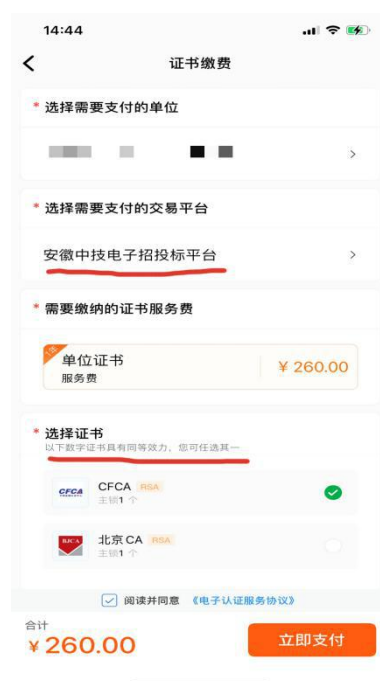 14:44
证书缴费
* 选择需要支付的单位
* 选择需要支付的交易平台
安徽中技电子招投标平台
* 需要缴纳的证书服务费
单位证书
¥ 260.00
服务费
* 选择证书
以下数字证书具有同等效力，您可任选其一
CFCA
CFCA RSA
主锁1 个
BJCA
北京 CA RSA
主锁1 个
阅读并同意 《电子认证服务协议》
合计
¥ 260.00
立即支付